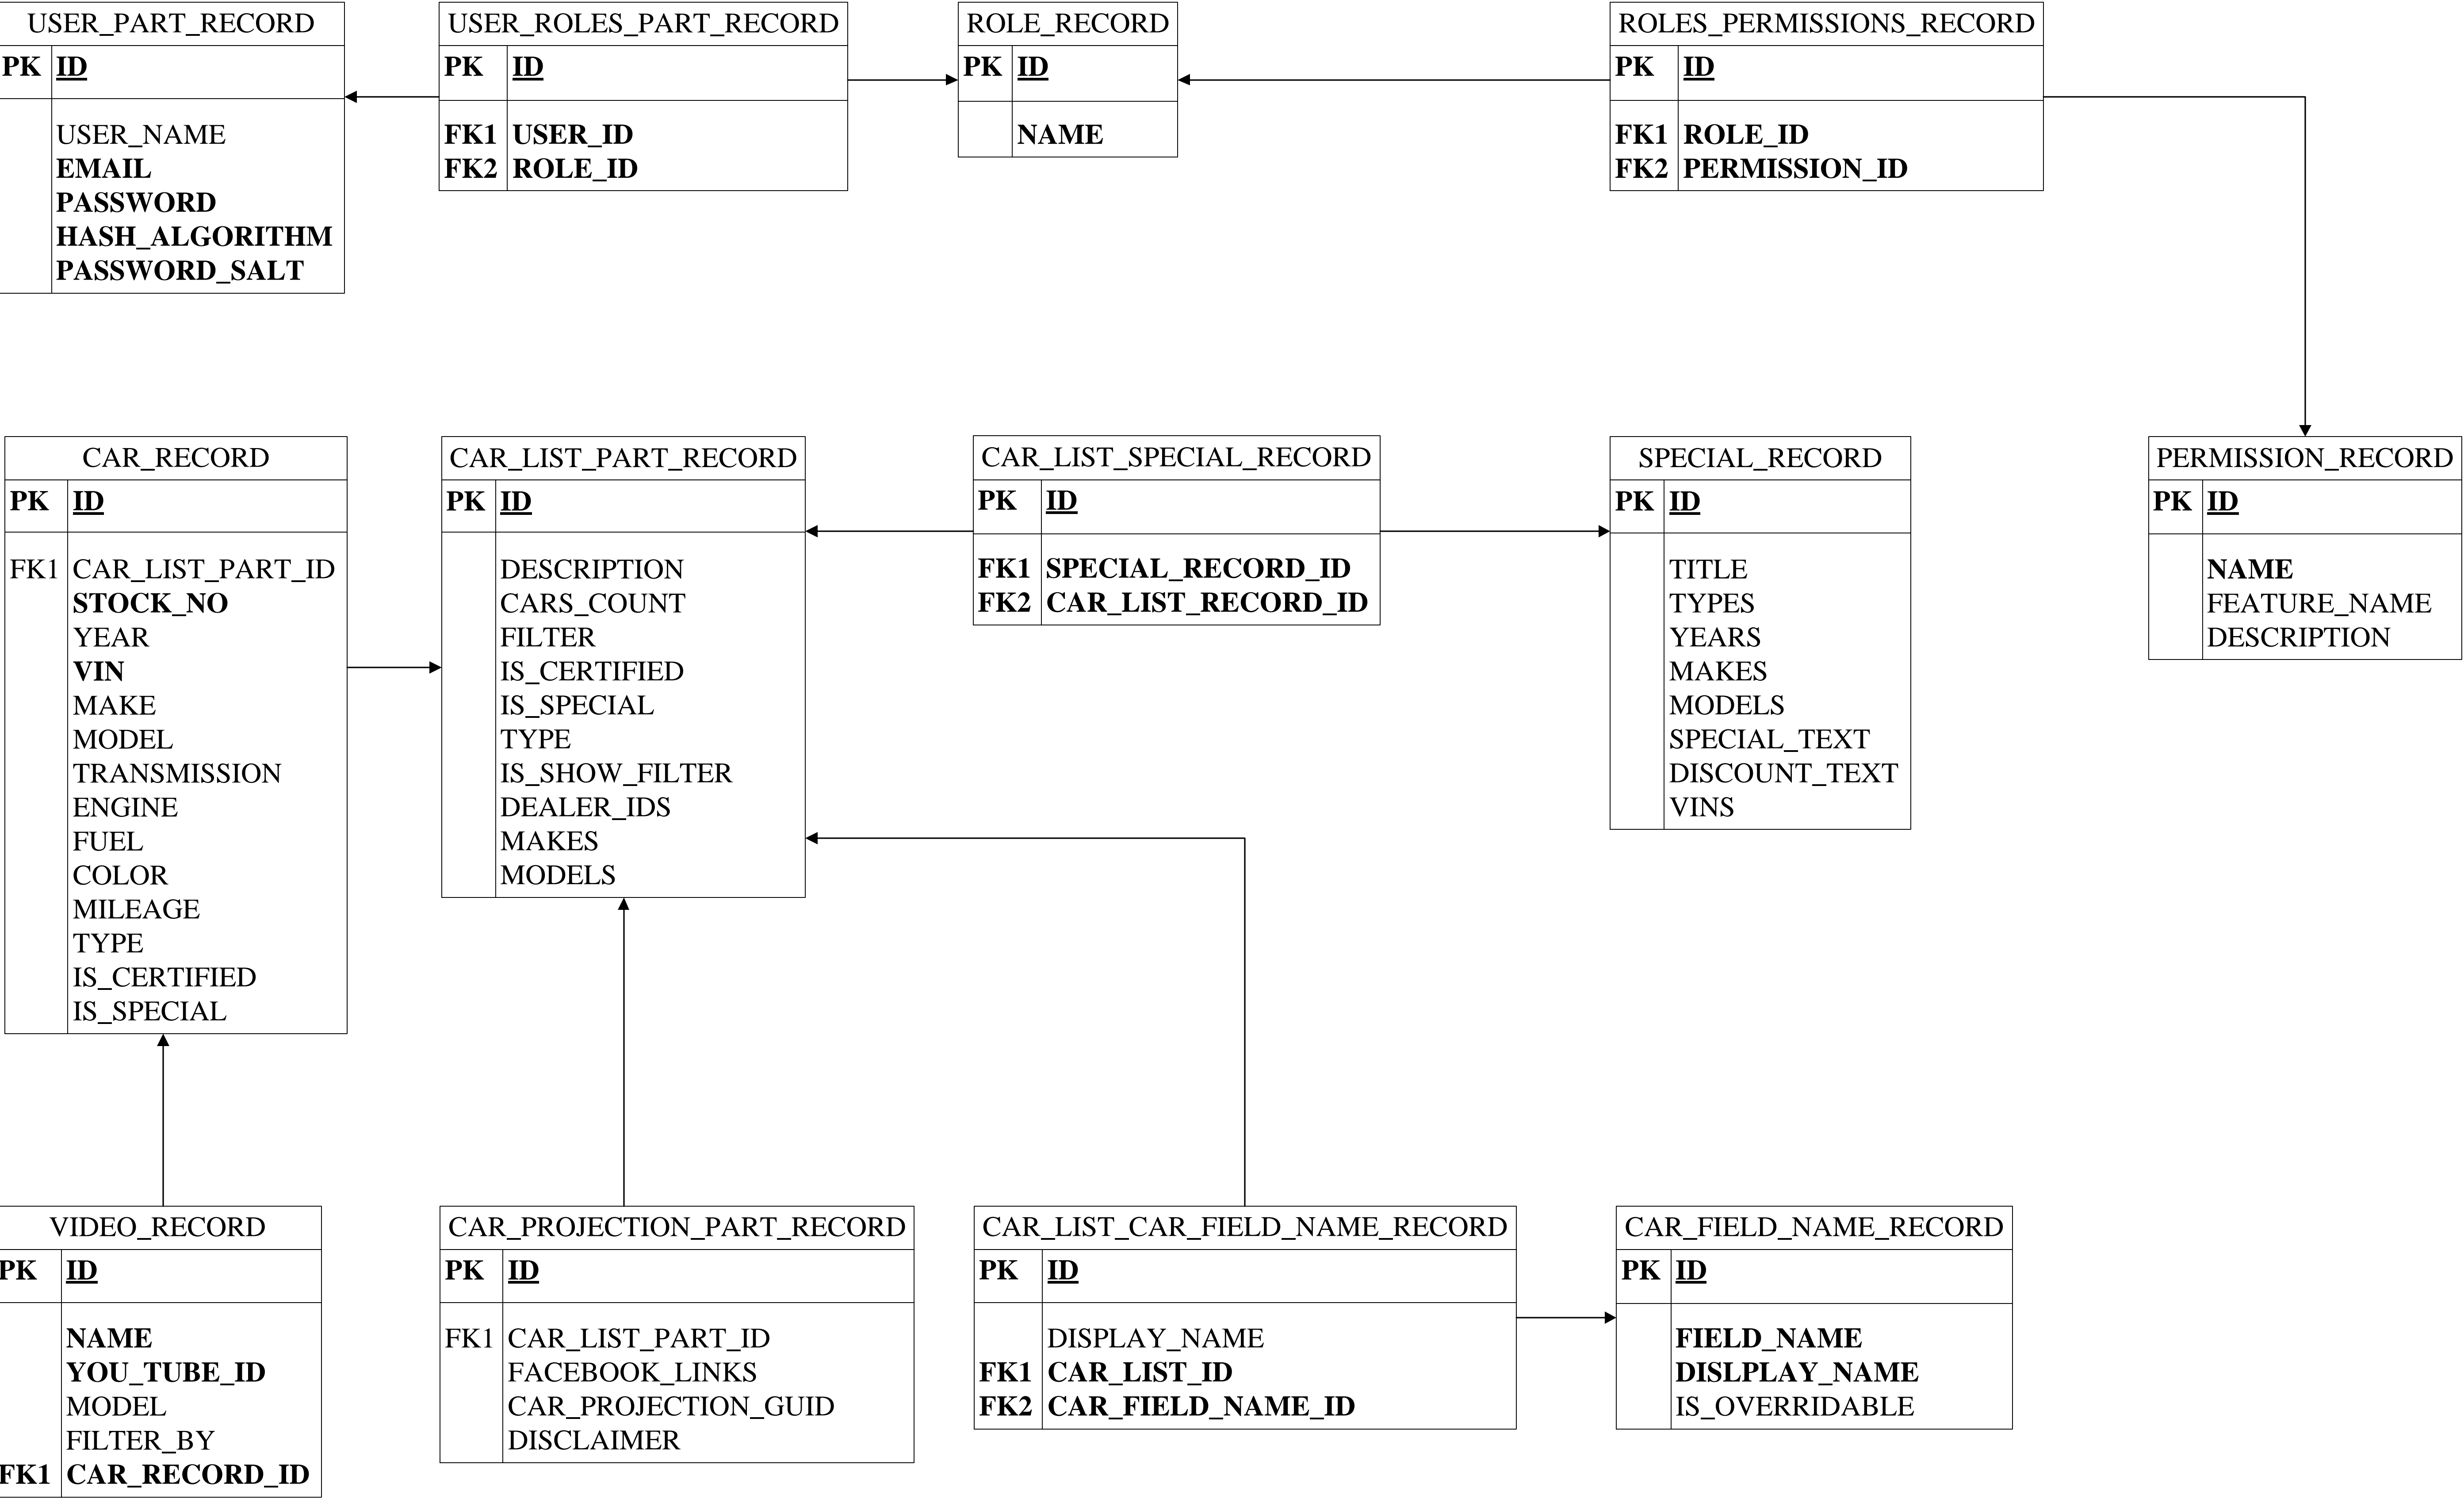 USER_PART_RECORD
PK ID
USER_NAME
EMAIL
PASSWORD
HASH_ALGORITHM
PASSWORD_SALT
USER_ROLES_PART_RECORD
PK ID
FK1 USER_ID
FK2 ROLE_ID
ROLE_RECORD
PK ID
NAME
ROLES_PERMISSIONS_RECORD
PK ID
FK1 ROLE_ID
FK2 PERMISSION_ID
CAR_RECORD
PK ID
FK1 CAR_LIST_PART_ID
STOCK_NO
YEAR
VIN
MAKE
MODEL
TRANSMISSION
ENGINE
FUEL
COLOR
MILEAGE
TYPE
IS_CERTIFIED
IS_SPECIAL
CAR_LIST_PART_RECORD
PK ID
DESCRIPTION
CARS_COUNT
FILTER
IS_CERTIFIED
IS_SPECIAL
TYPE
IS_SHOW_FILTER
DEALER_IDS
MAKES
MODELS
CAR_LIST_SPECIAL_RECORD
PK ID
FK1 SPECIAL_RECORD_ID
FK2 CAR_LIST_RECORD_ID
SPECIAL_RECORD
PK ID
TITLE
TYPES
YEARS
MAKES
MODELS
SPECIAL_TEXT
DISCOUNT_TEXT
VINS
PERMISSION_RECORD
PK ID
NAME
FEATURE_NAME
DESCRIPTION
VIDEO_RECORD
PK ID
NAME
YOU_TUBE_ID
MODEL
FILTER_BY
FK1 CAR_RECORD_ID
CAR_PROJECTION_PART_RECORD
PK ID
FK1 CAR_LIST_PART_ID
FACEBOOK_LINKS
CAR_PROJECTION_GUID
DISCLAIMER
CAR_LIST_CAR_FIELD_NAME_RECORD
PK ID
DISPLAY_NAME
FK1 CAR_LIST_ID
FK2 CAR_FIELD_NAME_ID
CAR_FIELD_NAME_RECORD
PK ID
FIELD_NAME
DISLPLAY_NAME
IS_OVERRIDABLE